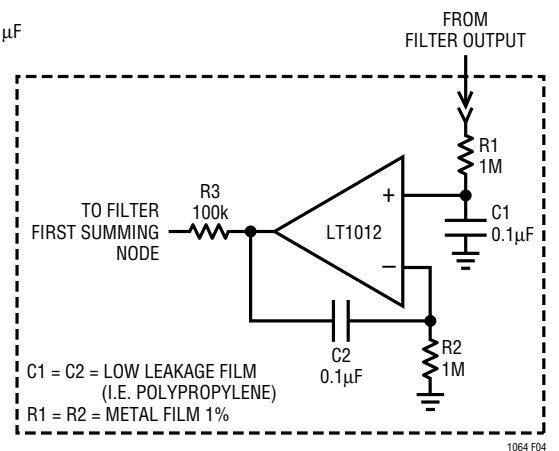 µF
FROM
FILTER OUTPUT
R1
1M
+
C1
0.1µF
R3
100k
TO FILTER
FIRST SUMMING
NODE
LT1012
–
C2
0.1µF
R2
1M
C1 = C2 = LOW LEAKAGE FILM
(I.E. POLYPROPYLENE)
R1 = R2 = METAL FILM 1%
1064 F04